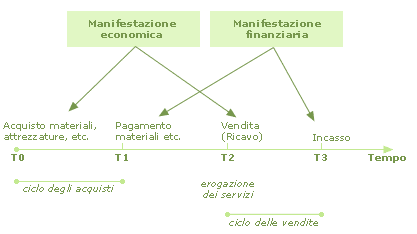 Manifestazione
economica
Manifestazione
finanziaria
Acquisto materiali,
attrezzature, etc.
Pagamento
materiali etc.
Vendita
(Ricavo)
Incasso
T0 T1 T2 T3 Tempo
ciclo degli acquisti
erogazione
dei servizi
ciclo delle vendite